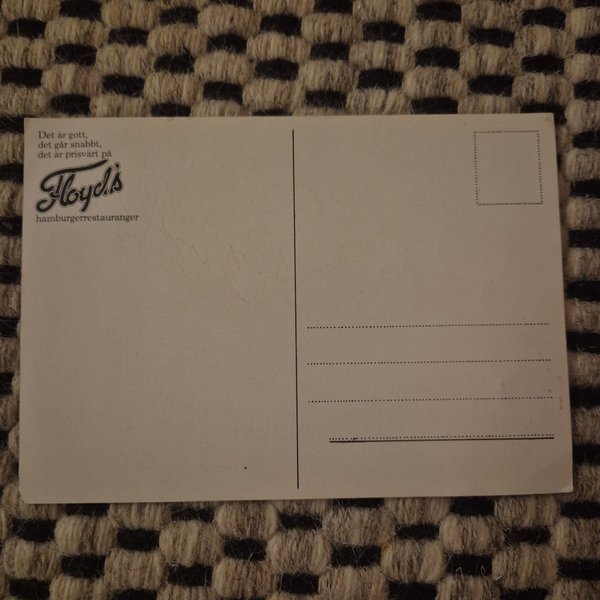 Det är gott,
det går snabbt,
det är prisvärt på
Floyd's
hamburgerrestauranger